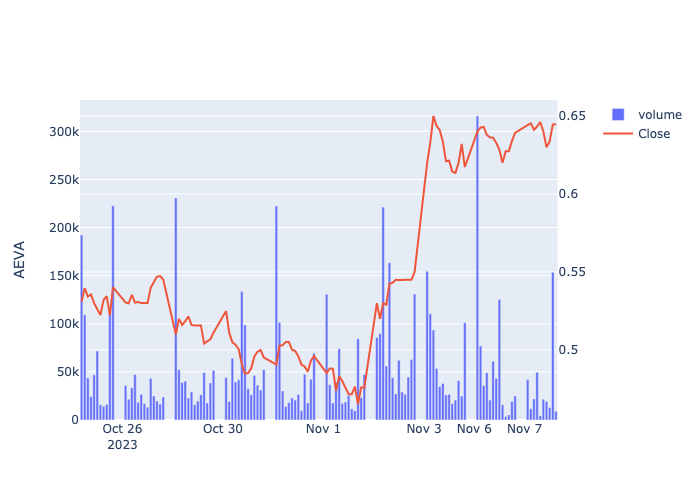 AEVA
300k
250k
200k
150k
100k
50k
0
0.65
0.6
0.55
0.5
Oct 26
2023
Oct 30
Nov 1
Nov 3
Nov 6
Nov 7
volume
Close